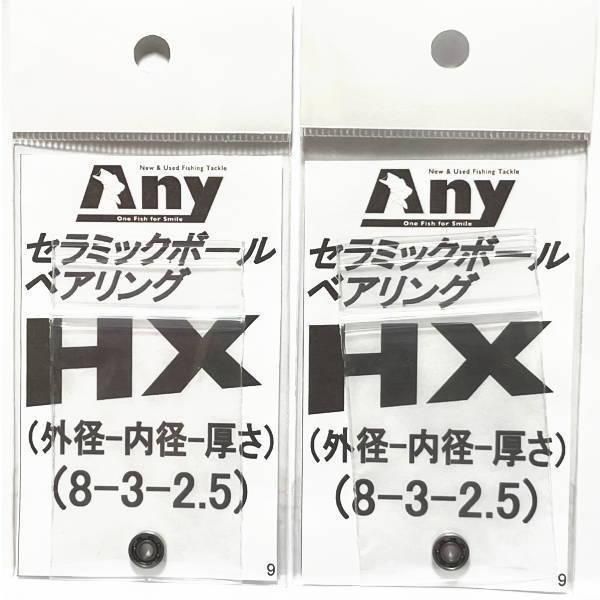 New & Used Fishing Tackle
Any
One Fish for Smile
セラミックボール
ベアリング
HX
(外径-内径-厚さ)
(8-3-2.5)
9
New & Used Fishing Tackle
Any
One Fish for Smile
セラミックボール
ベアリング
HX
(外径-内径-厚さ)
(8-3-2.5)
9